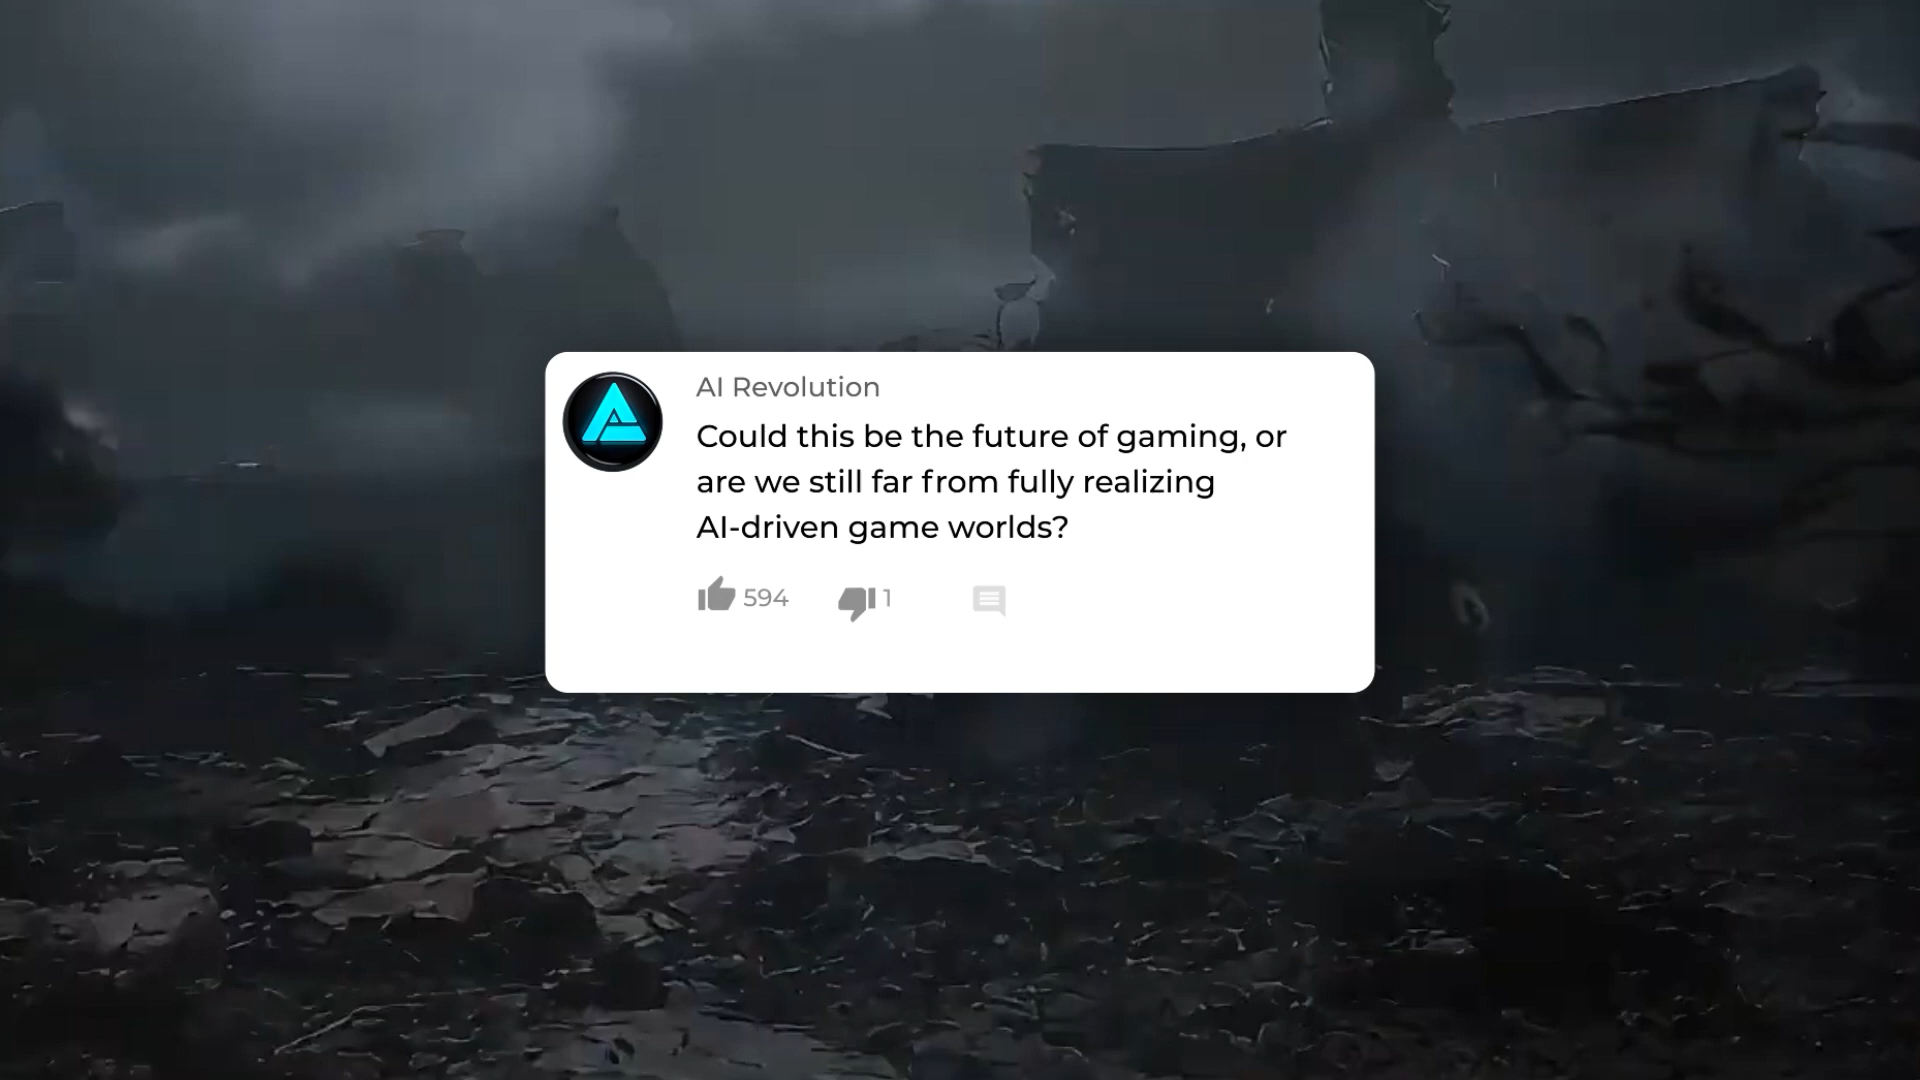 AI Revolution
Could this be the future of gaming, or
are we still far from fully realizing
AI-driven game worlds?
594 1